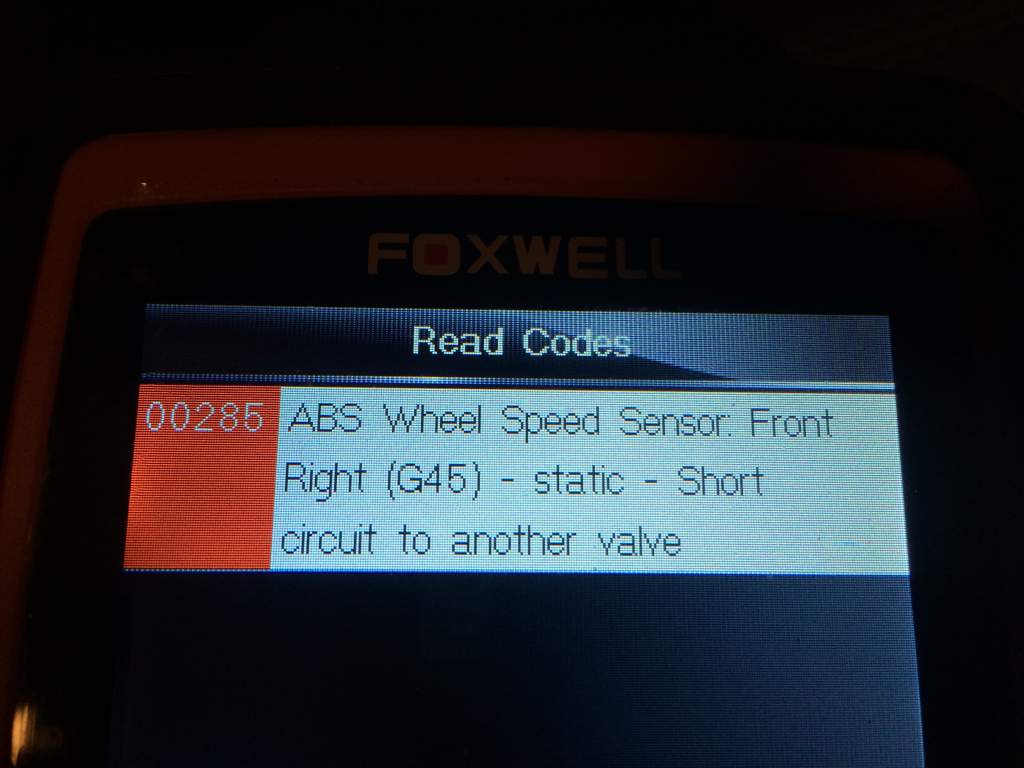 FOXWELL
Read Codes
00285 ABS Wheel Speed Sensor: Front
Right (G45) - static - Short
circuit to another valve